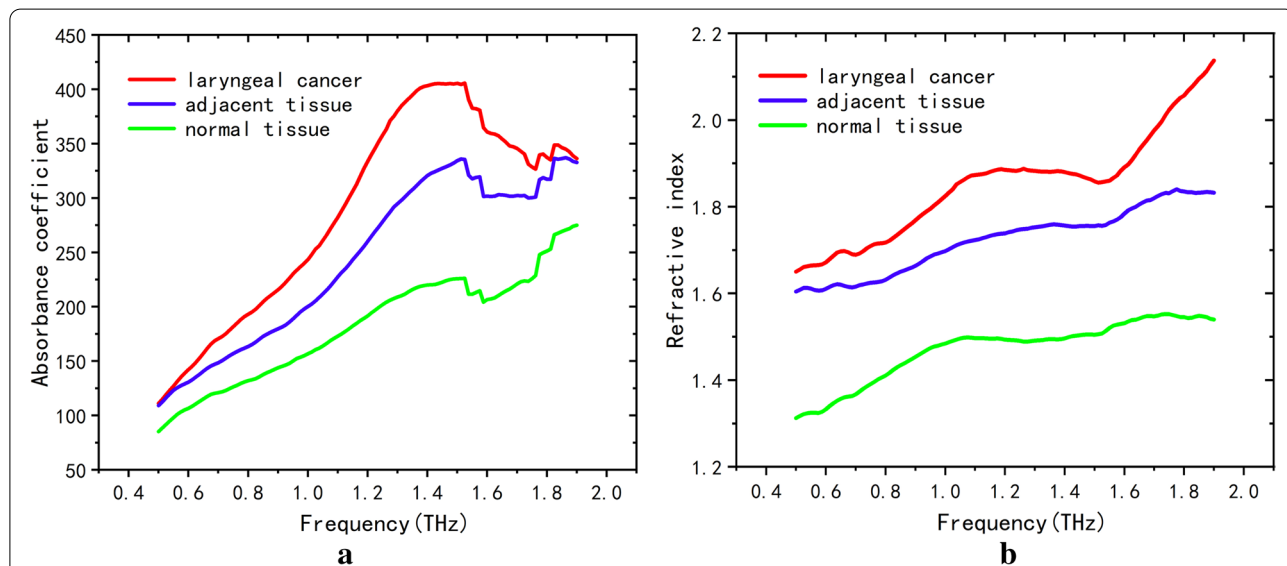 450
400
350
300
250
200
150
100
50
Absorbance coefficient
laryngeal cancer
adjacent tissue
normal tissue
0.4 0.6 0.8 1.0 1.2 1.4 1.6 1.8 2.0
Frequency(THz)
a
2.2
2.0
1.8
1.6
1.4
1.2
Refractive index
laryngeal cancer
adjacent tissue
normal tissue
0.4 0.6 0.8 1.0 1.2 1.4 1.6 1.8 2.0
Frequency(THz)
b